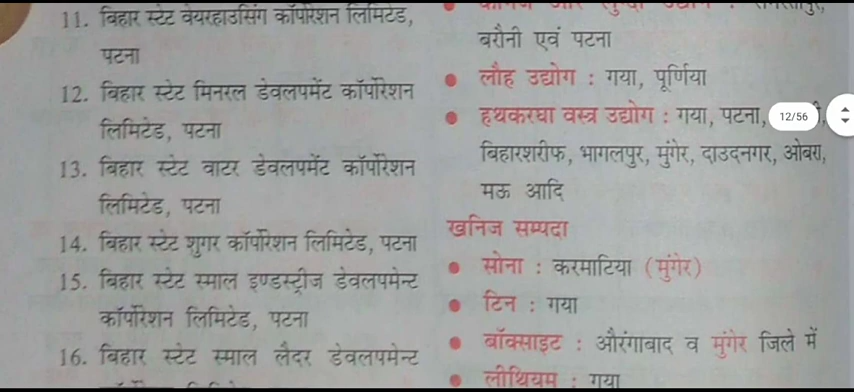 11. बिहार स्टेट वेयरहाउसिंग कॉर्पोरेशन लिमिटेड,
पटना
12. बिहार स्टेट मिनरल डेवलपमेंट कॉर्पोरेशन
लिमिटेड, पटना
13. बिहार स्टेट वाटर डेवलपमेंट कॉर्पोरेशन
लिमिटेड, पटना
14. बिहार स्टेट शुगर कॉर्पोरेशन लिमिटेड, पटना
15. बिहार स्टेट स्माल इण्डस्ट्रीज डेवलपमेन्ट
कॉर्पोरेशन लिमिटेड, पटना
16. बिहार स्टेट स्माल लैदर डेवलपमेन्ट
बरौनी एवं पटना
● लौह उद्योग : गया, पूर्णिया
● हथकरघा वस्त्र उद्योग : गया, पटना,
12/56
बिहारशरीफ, भागलपुर, मुंगेर, दाउदनगर, ओबरा,
मऊ आदि
खनिज सम्पदा
● सोना : करमाटिया (मुंगेर)
● टिन : गया
● बॉक्साइट : औरंगाबाद व मुंगेर जिले में
● लीथियम : गया